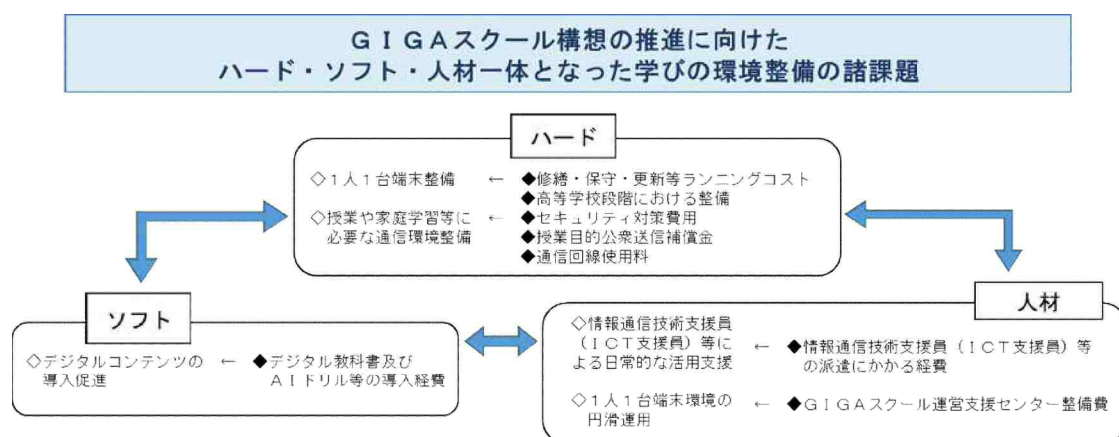 GIGAスクール構想の推進に向けた
ハード・ソフト・人材一体となった学びの環境整備の諸課題
ハード
◇1人1台端末整備 ← ◆修繕・保守・更新等ランニングコスト
◆高等学校段階における整備
◇授業や家庭学習等に ← ◆セキュリティ対策費用
必要な通信環境整備 ◆授業目的公衆送信補償金
◆通信回線使用料
ソフト
◇デジタルコンテンツの ← ◆デジタル教科書及び
導入促進 AIドリル等の導入経費
人材
◇情報通信技術支援員
(ICT支援員)等に ← ◆情報通信技術支援員(ICT支援員)等
よる日常的な活用支援 の派遣にかかる経費
◇1人1台端末環境の ← ◆GIGAスクール運営支援センター整備費
円滑運用